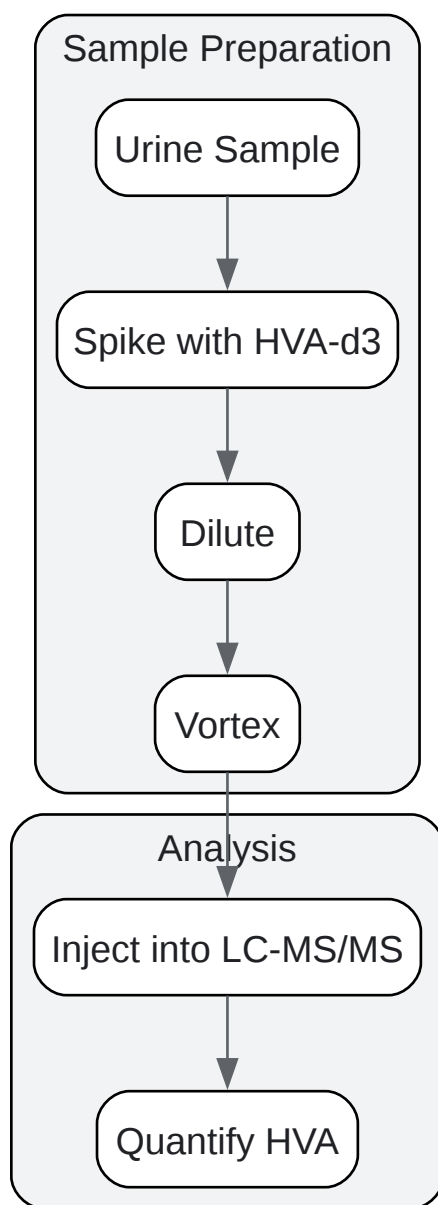 Sample Preparation
Urine Sample
Spike with HVA-d3
Dilute
Vortex
Analysis
Inject into LC-MS/MS
Quantify HVA